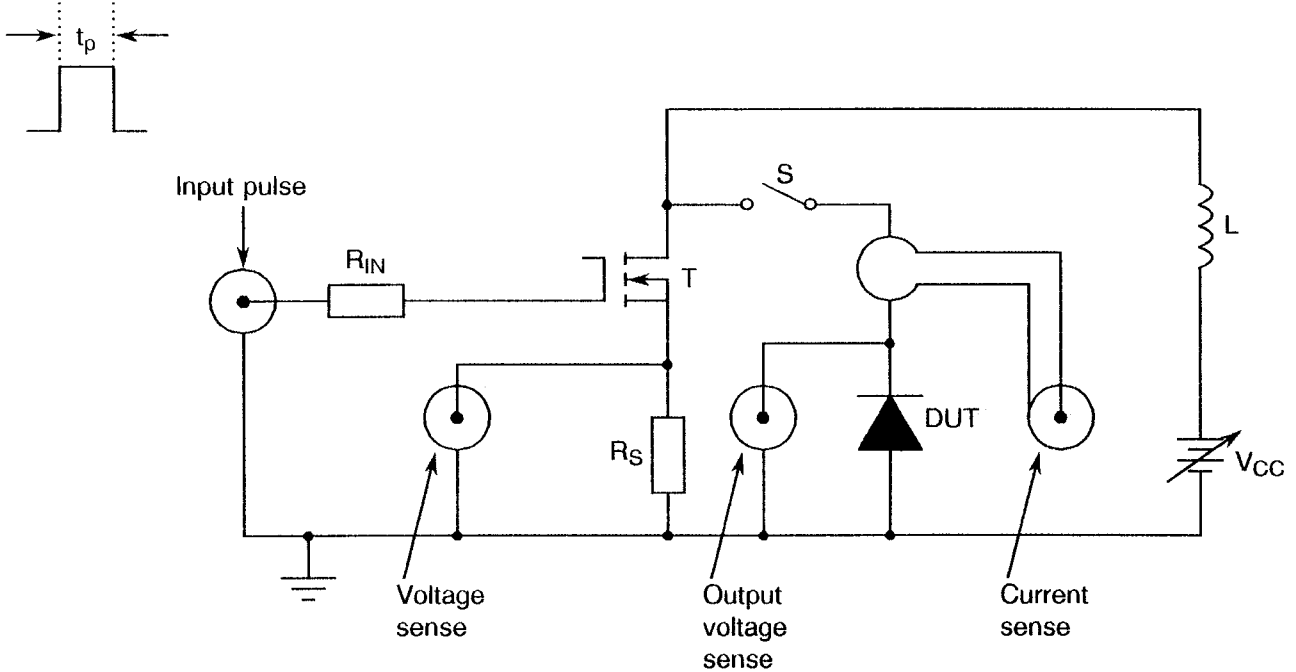 tp
Input pulse
RIN
S
L
T
DUT
RS
VCC
Voltage
sense
Output
voltage
sense
Current
sense